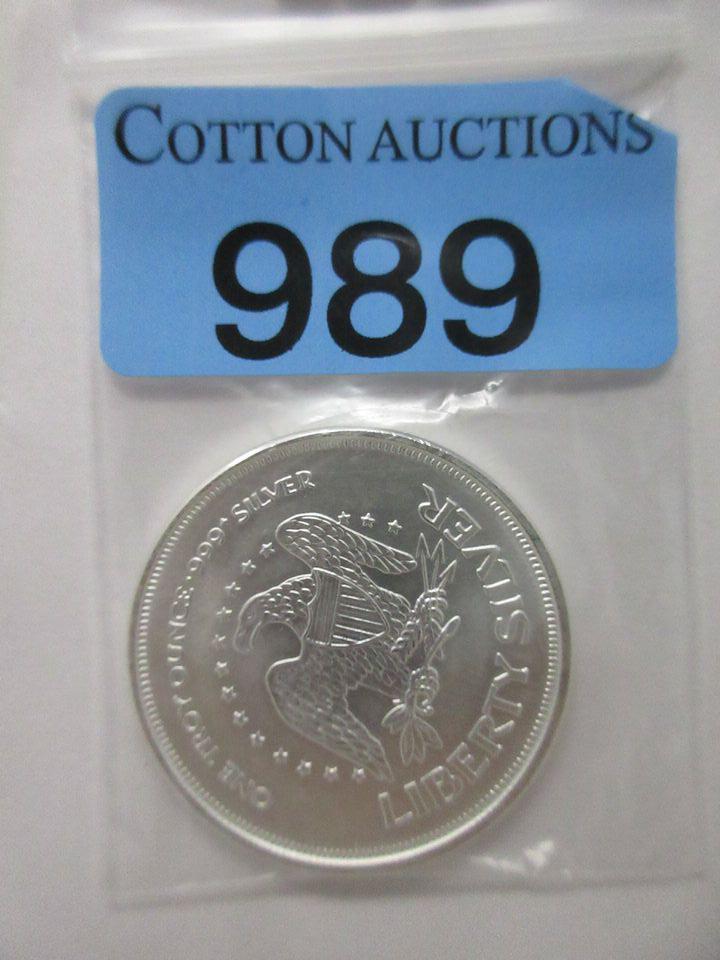 COTTON AUCTIONS
989
ONE TROY OUNCE · 999+ SILVER
LIBERTY SILVER